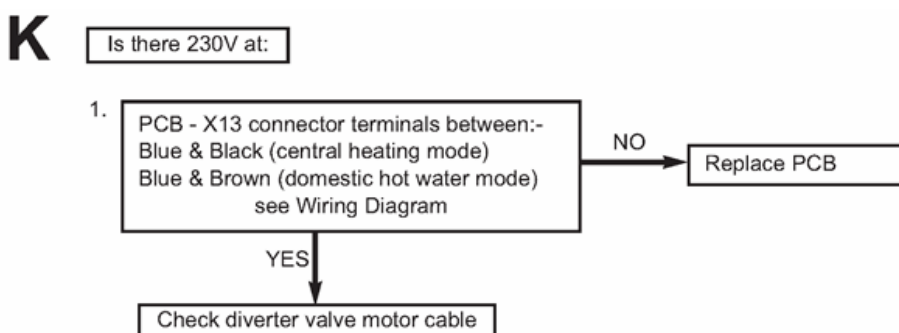 K
Is there 230V at:
1.
PCB - X13 connector terminals between:-
Blue & Black (central heating mode)
Blue & Brown (domestic hot water mode)
see Wiring Diagram
NO
Replace PCB
YES
Check diverter valve motor cable